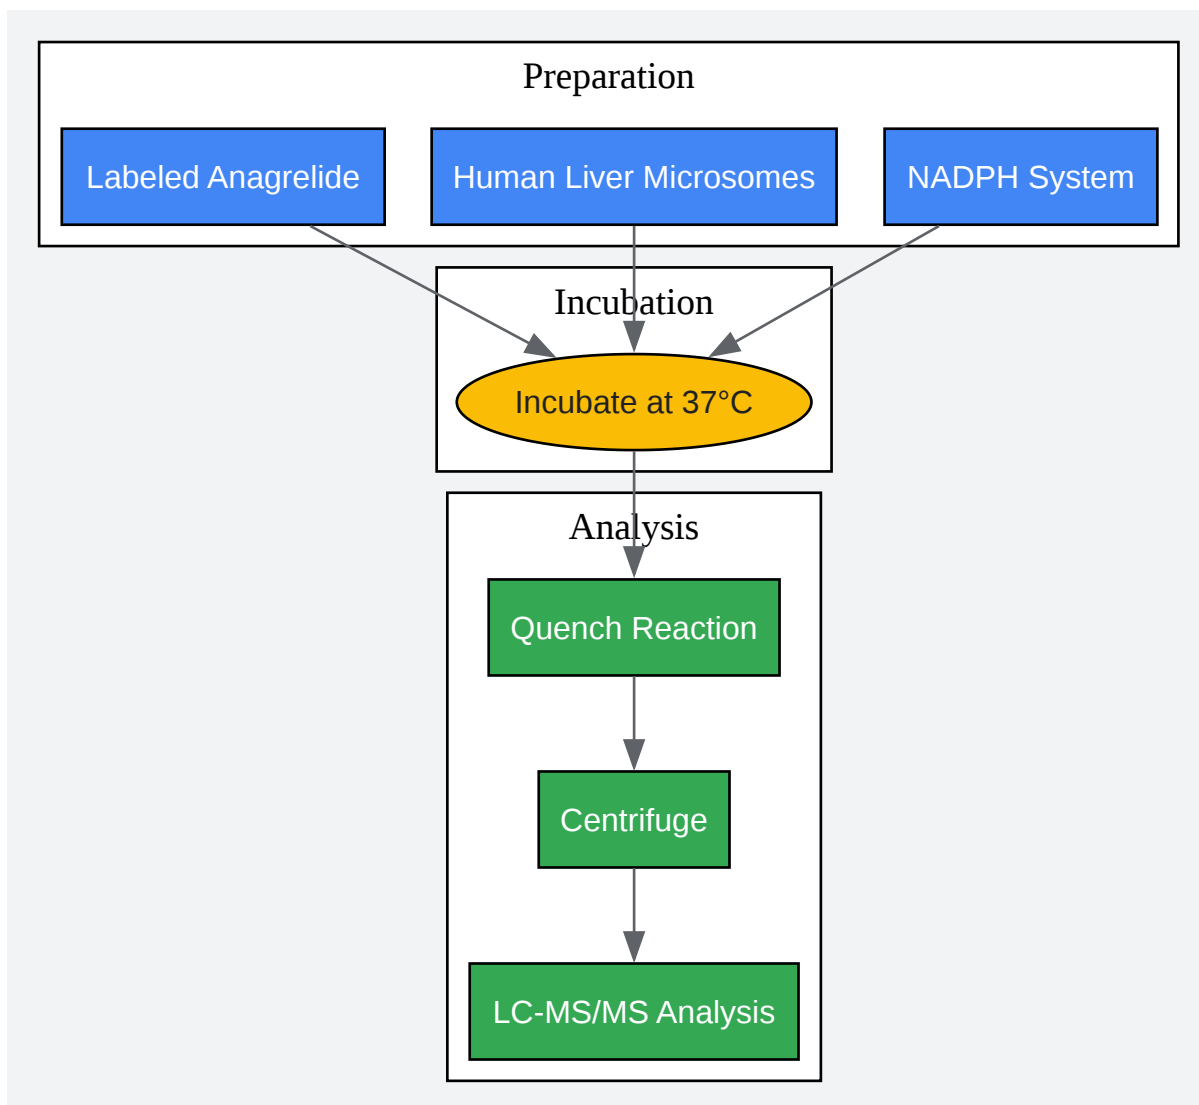 Preparation
Labeled Anagrelide
Human Liver Microsomes
NADPH System
Incubation
Incubate at 37°C
Analysis
Quench Reaction
Centrifuge
LC-MS/MS Analysis